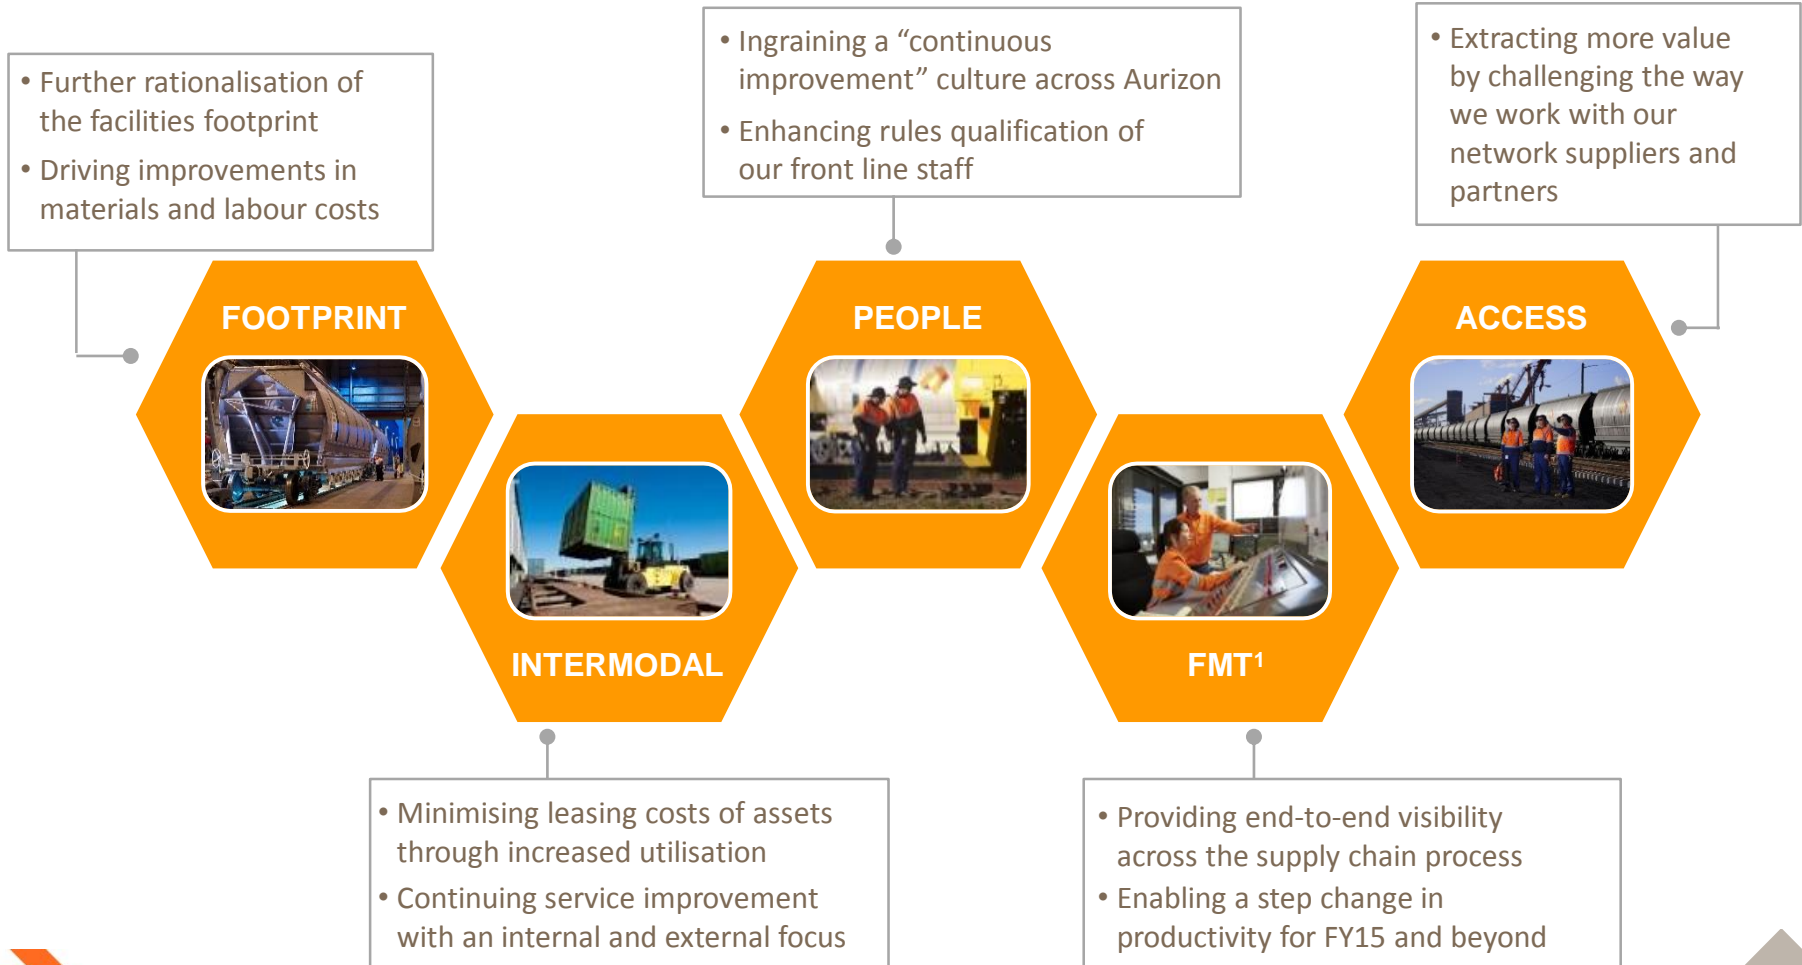 • Further rationalisation of
the facilities footprint
• Driving improvements in
materials and labour costs
• Ingraining a “continuous
improvement” culture across Aurizon
• Enhancing rules qualification of
our front line staff
• Extracting more value
by challenging the way
we work with our
network suppliers and
partners
FOOTPRINT
PEOPLE
ACCESS
INTERMODAL
FMT¹
• Minimising leasing costs of assets
through increased utilisation
• Continuing service improvement
with an internal and external focus
• Providing end-to-end visibility
across the supply chain process
• Enabling a step change in
productivity for FY15 and beyond